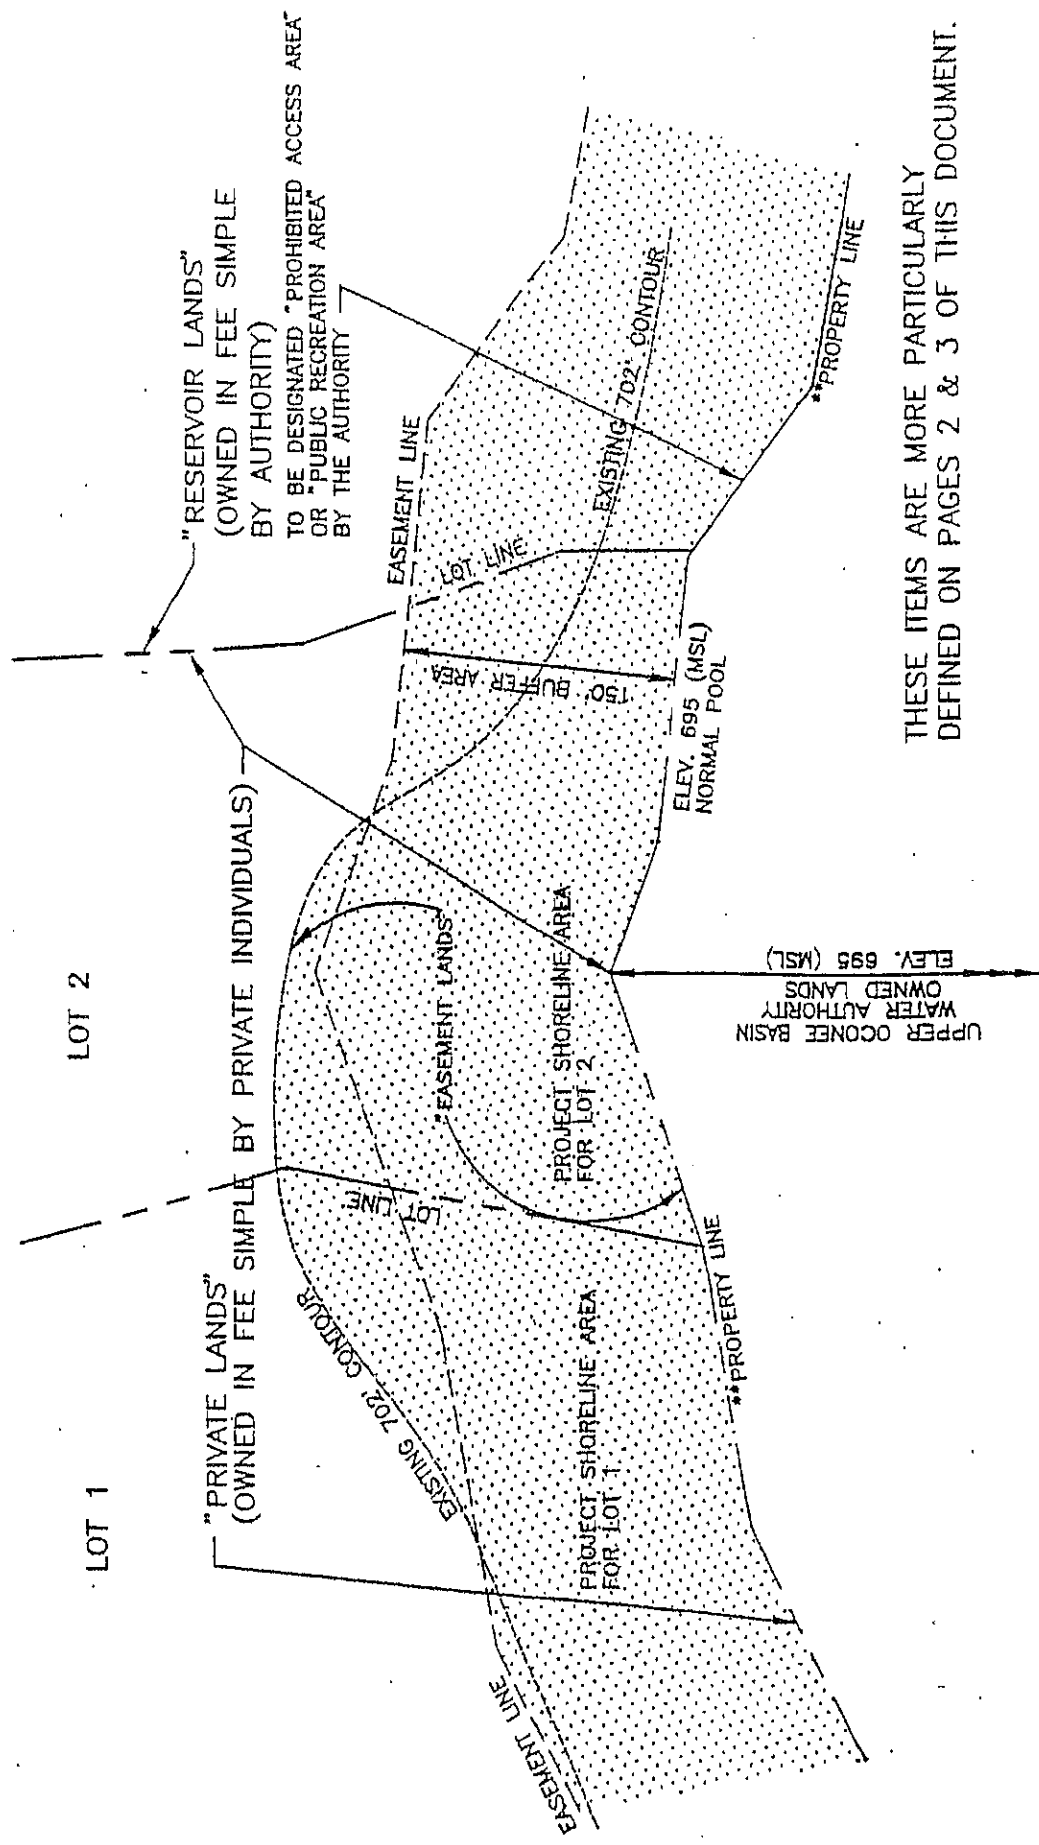 LOT 1
LOT 2
"PRIVATE LANDS"
(OWNED IN FEE SIMPLE BY PRIVATE INDIVIDUALS)
"RESERVOIR LANDS"
(OWNED IN FEE SIMPLE
BY AUTHORITY)
TO BE DESIGNATED "PROHIBITED ACCESS AREA"
OR "PUBLIC RECREATION AREA"
BY THE AUTHORITY
EASEMENT LINE
EASEMENT LINE
EXISTING 702' CONTOUR
LOT LINE
"EASEMENT LANDS"
EASEMENT LINE
LOT LINE
150' BUFFER AREA
EXISTING 702' CONTOUR
PROJECT SHORELINE AREA
FOR LOT 1
PROJECT SHORELINE AREA
FOR LOT 2
ELEV. 695 (MSL)
NORMAL POOL
**PROPERTY LINE
**PROPERTY LINE
UPPER OCONEE BASIN
WATER AUTHORITY
OWNED LANDS
ELEV. 695 (MSL)
THESE ITEMS ARE MORE PARTICULARLY
DEFINED ON PAGES 2 & 3 OF THIS DOCUMENT.